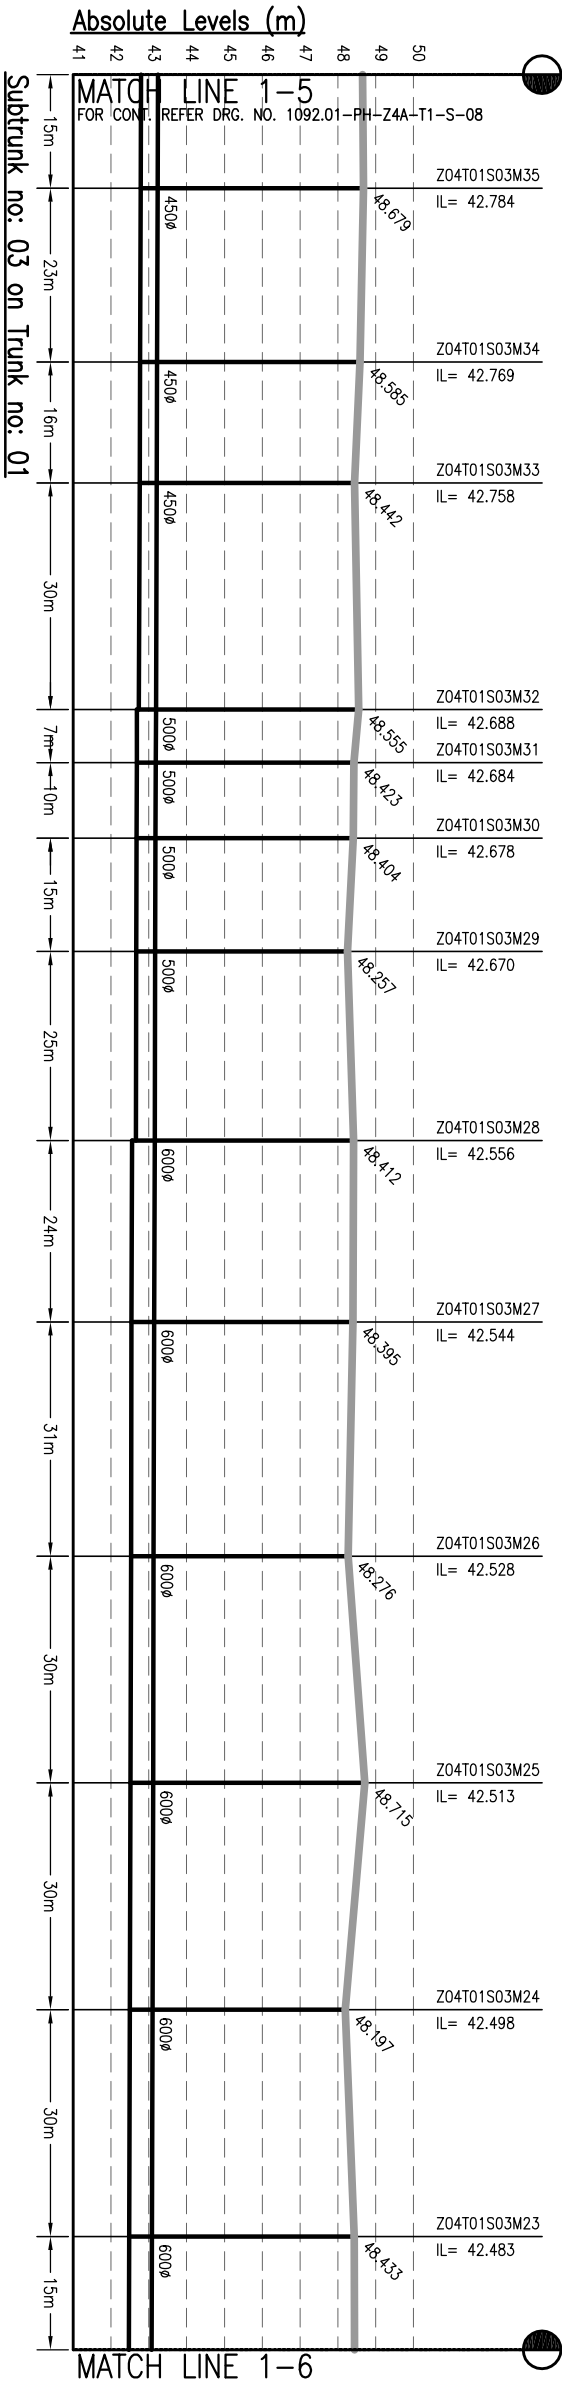 Absolute Levels (m)
41 42 43 44 45 46 47 48 49 50
MATCH LINE 1-5
FOR CONT. REFER DRG. NO. 1092.01-PH-Z4A-T1-S-08
Subtrunk no: 03 on Trunk no: 01
15m
Z04T01S03M35
IL= 42.784
48.679
450ø
23m
Z04T01S03M34
IL= 42.769
48.585
450ø
16m
Z04T01S03M33
IL= 42.758
48.442
450ø
30m
Z04T01S03M32
IL= 42.688
48.555
500ø
7m
Z04T01S03M31
IL= 42.684
48.423
500ø
10m
Z04T01S03M30
IL= 42.678
48.404
500ø
15m
Z04T01S03M29
IL= 42.670
48.257
500ø
25m
Z04T01S03M28
IL= 42.556
48.412
600ø
24m
Z04T01S03M27
IL= 42.544
48.395
600ø
31m
Z04T01S03M26
IL= 42.528
48.276
600ø
30m
Z04T01S03M25
IL= 42.513
48.715
600ø
30m
Z04T01S03M24
IL= 42.498
48.197
600ø
30m
Z04T01S03M23
IL= 42.483
48.433
600ø
15m
MATCH LINE 1-6